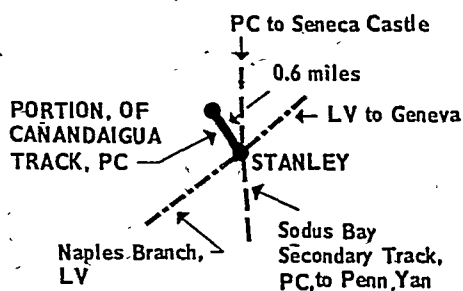 PC to Seneca Castle
0.6 miles
LV to Geneva
PORTION, OF
CAÑANDAIGUA
TRACK, PC
STANLEY
Naples Branch,
LV
Sodus Bay
Secondary Track,
PC, to Penn Yan